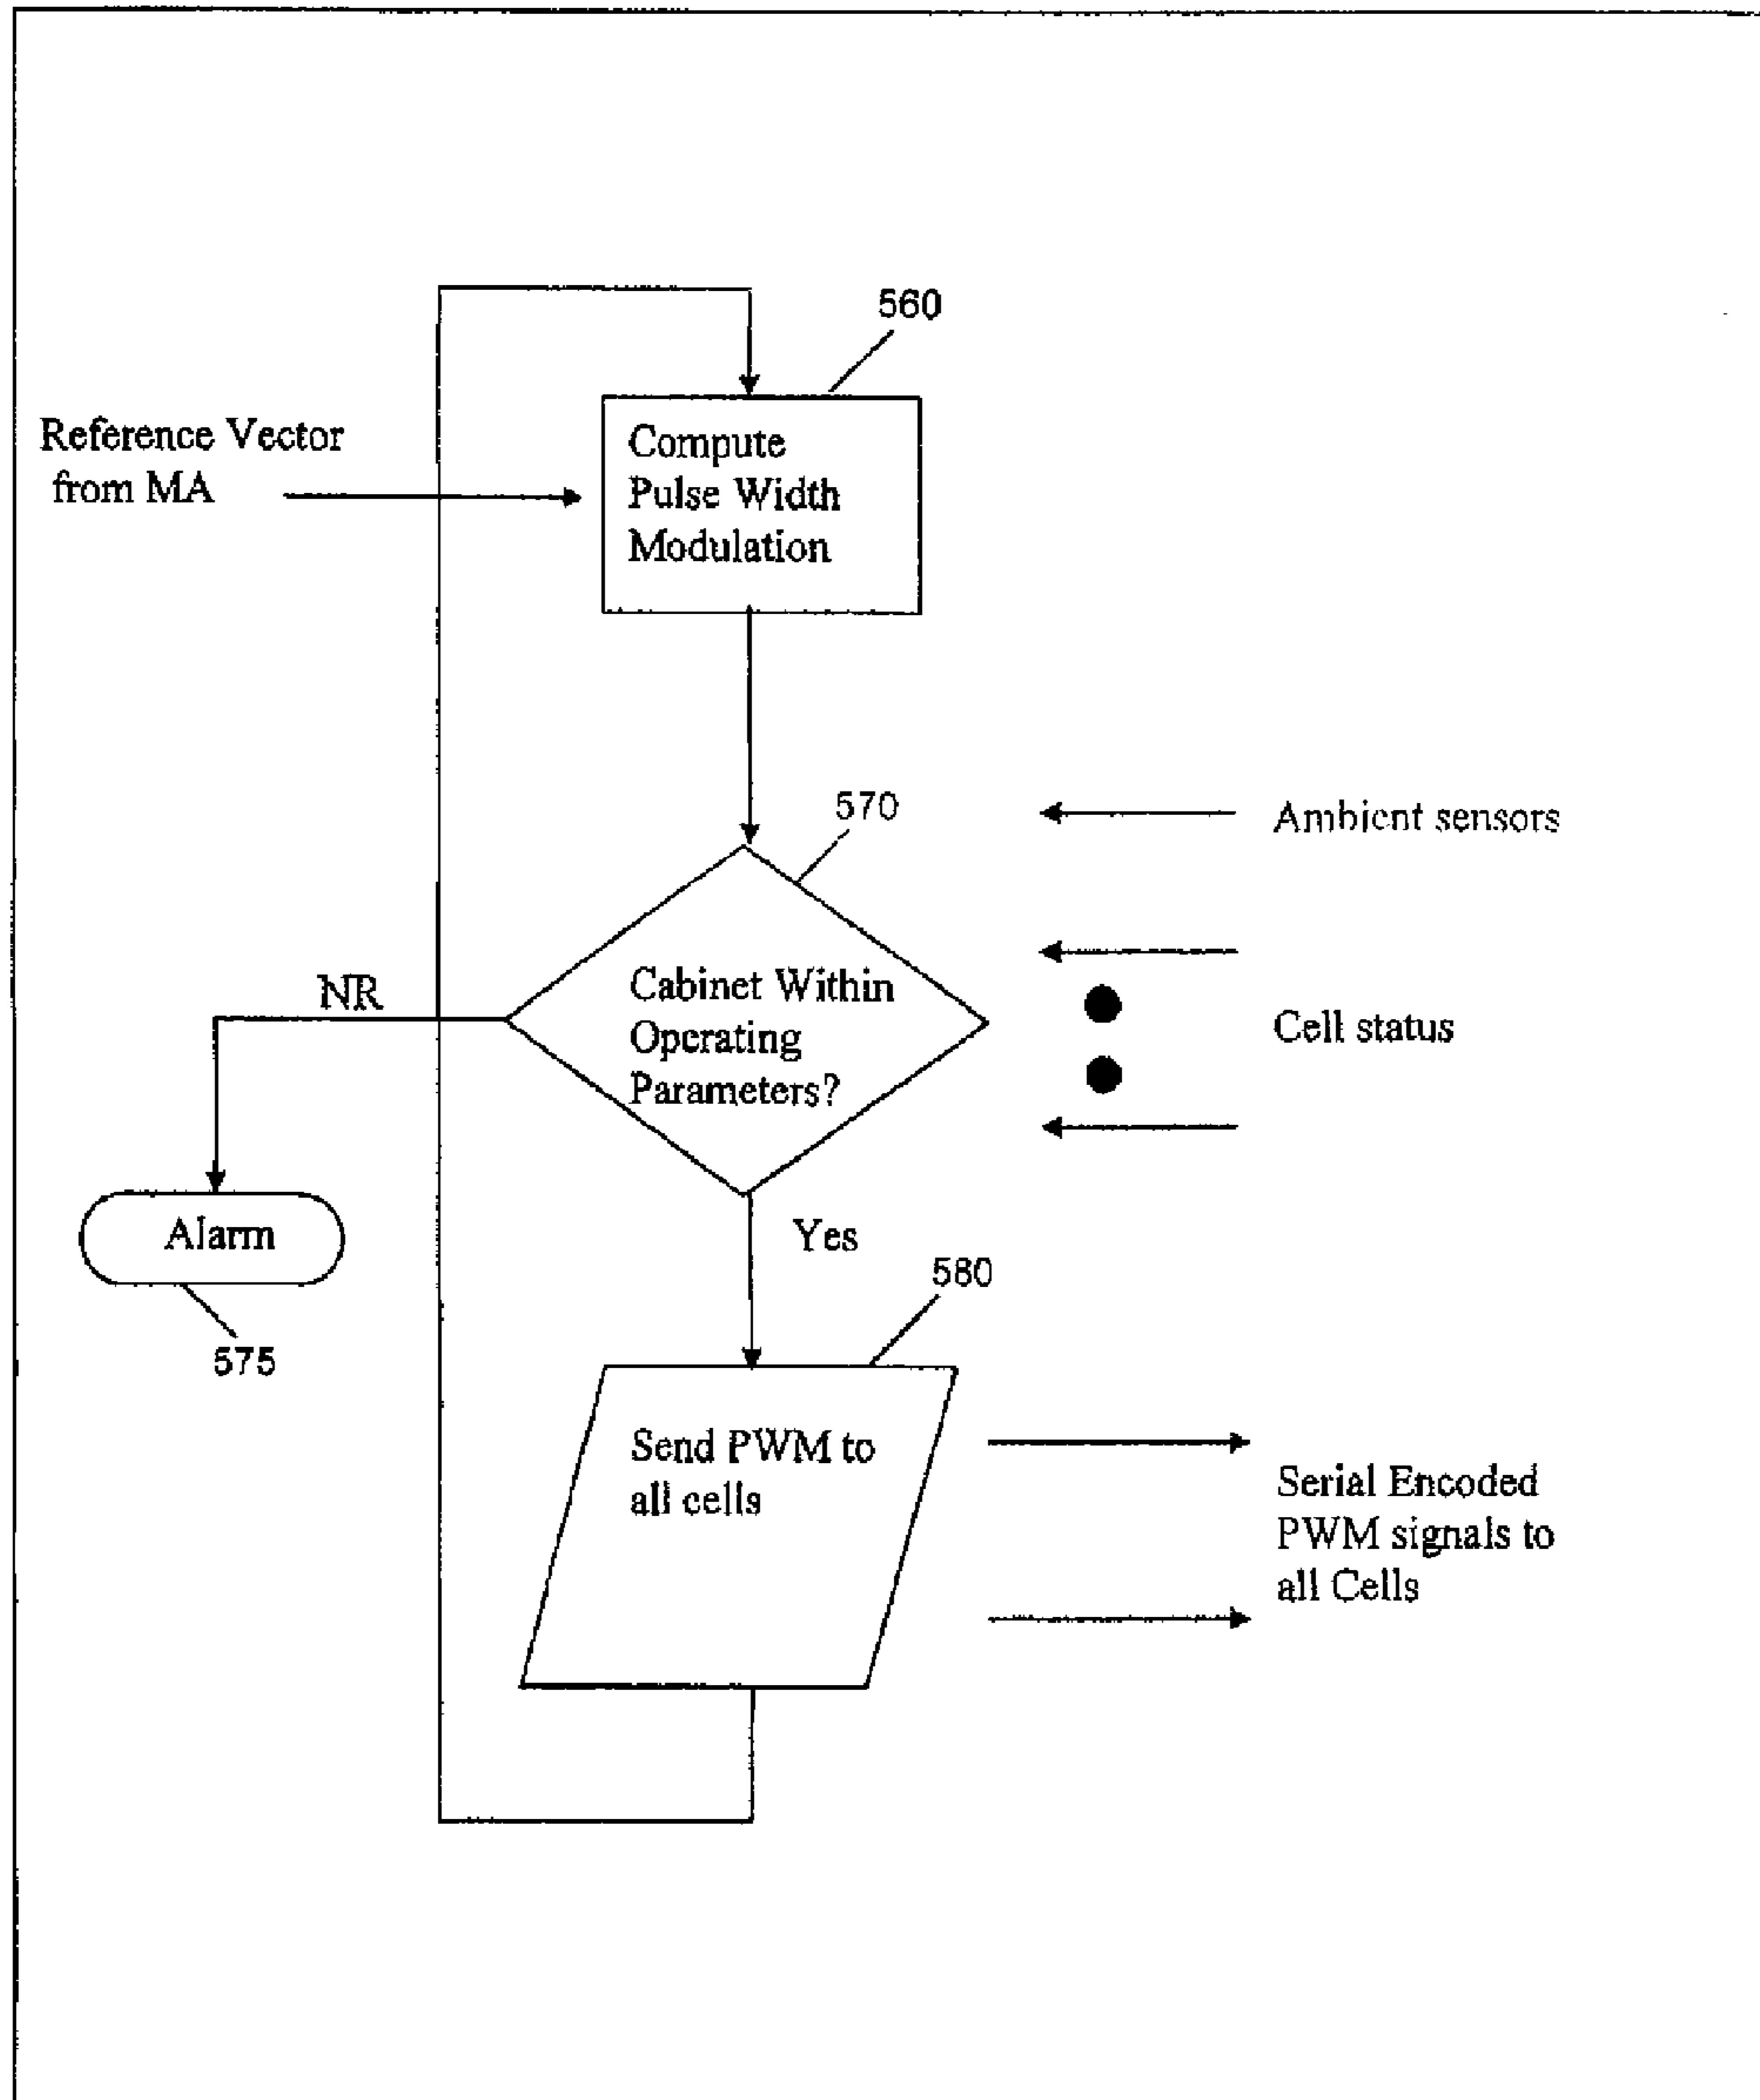 560
Reference Vector
from MA
Compute
Pulse Width
Modulation
570
Ambient sensors
NR
Cabinet Within
Operating
Parameters?
Cell status
Alarm
575
Yes
580
Send PWM to
all cells
Serial Encoded
PWM signals to
all Cells